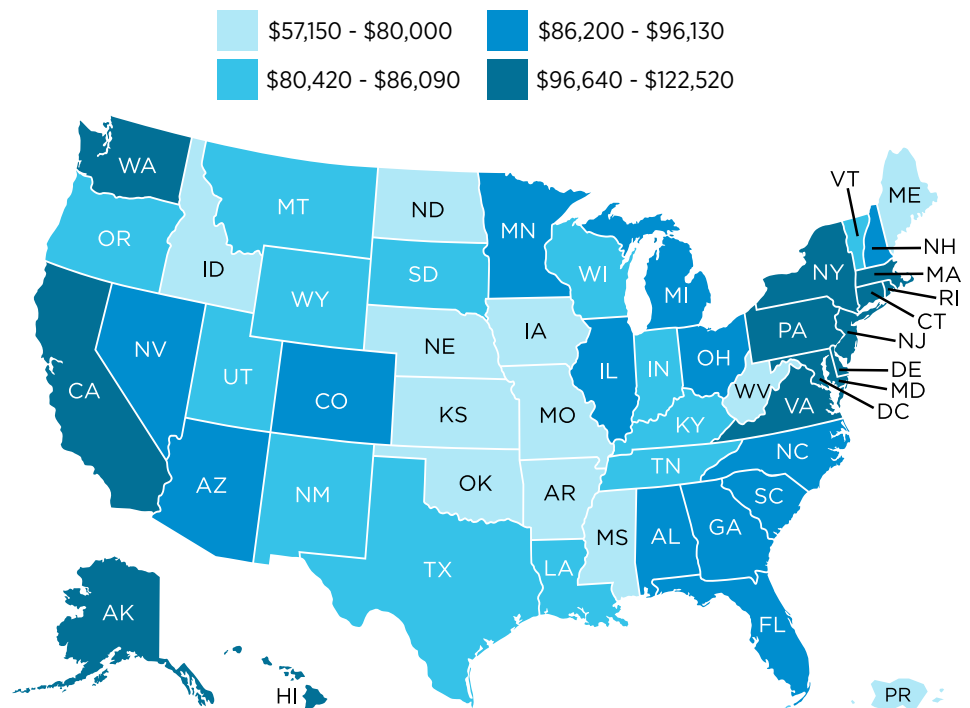 $57,150 - $80,000
$86,200 - $96,130
$80,420 - $86,090
$96,640 - $122,520
WA
MT
ND
MN
VT
ME
OR
ID
SD
WI
MI
NY
NH
MA
RI
CT
WY
NE
IA
PA
NJ
NV
UT
CO
IL
IN
OH
DE
MD
DC
CA
KS
MO
WV
VA
KY
AZ
NM
OK
AR
TN
NC
SC
MS
AL
GA
TX
LA
FL
AK
HI
PR